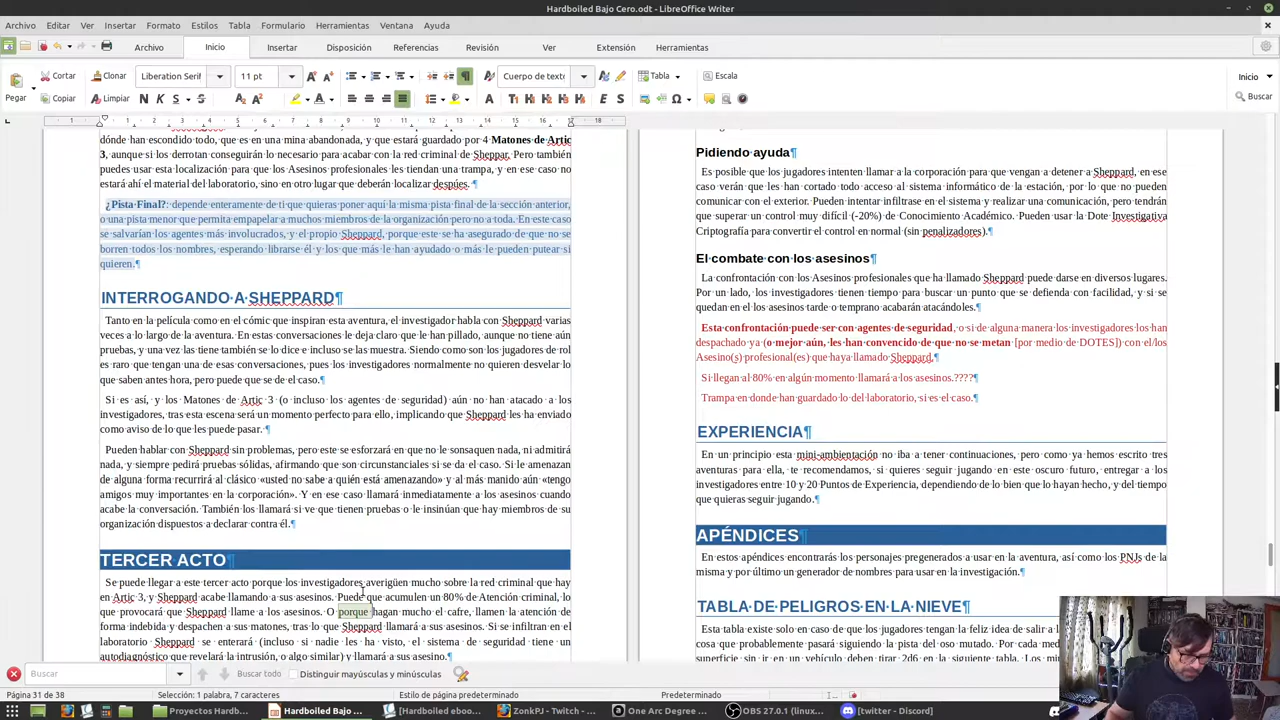 Hardboiled Bajo Cero.odt - LibreOffice Writer
Archivo Editar Ver Insertar Formato Estilos Tabla Formulario Herramientas Ventana Ayuda
Archivo Inicio Insertar Disposición Referencias Revisión Ver Extensión Herramientas
Pegar Cortar Copiar Clonar Limpiar Liberation Serif 11 pt Cuerpo de texto Tabla Escala Inicio Buscar
dónde han escondido todo, que es en una mina abandonada, y que estará guardado por 4 Matones de Artic
3, aunque si los derrotan conseguirán lo necesario para acabar con la red criminal de Sheppar. Pero también
puedes usar esta localización para que los Asesinos profesionales les tiendan una trampa, y en ese caso no
estará ahí el material del laboratorio, sino en otro lugar que deberán localizar despúes. ¶
¿Pista Final?: depende enteramente de ti que quieras poner aquí la misma pista final de la sección anterior,
o una pista menor que permita empapelar a muchos miembros de la organización pero no a toda. En este caso
se salvarían los agentes más involucrados, y el propio Sheppard, porque este se ha asegurado de que no se
borren todos los nombres, esperando librarse él y los que más le han ayudado o más le pueden putear si
quieren.¶
INTERROGANDO A SHEPPARD¶
Tanto en la película como en el cómic que inspiran esta aventura, el investigador habla con Sheppard varias
veces a lo largo de la aventura. En estas conversaciones le deja claro que le han pillado, aunque no tiene aún
pruebas, y una vez las tiene también se lo dice e incluso se las muestra. Siendo como son los jugadores de rol
es raro que tengan una de esas conversaciones, pues los investigadores normalmente no quieren desvelar lo
que saben antes hora, pero puede que se de el caso.¶
Si es así, y los Matones de Artic 3 (o incluso los agentes de seguridad) aún no han atacado a los
investigadores, tras esta escena será un momento perfecto para ello, implicando que Sheppard les ha enviado
como aviso de lo que les puede pasar. ¶
Pueden hablar con Sheppard sin problemas, pero este se esforzará en que no le sonsaquen nada, ni admitirá
nada, y siempre pedirá pruebas sólidas, afirmando que son circunstanciales si se da el caso. Si le amenazan
de alguna forma recurrirá al clásico «usted no sabe a quién está amenazando» y al más manido aún «tengo
amigos muy importantes en la corporación». Y en ese caso llamará inmediatamente a los asesinos cuando
acabe la conversación. También los llamará si ve que tienen pruebas o le insinúan que hay miembros de su
organización dispuestos a declarar contra él.¶
TERCER ACTO¶
Se puede llegar a este tercer acto porque los investigadores averigüen mucho sobre la red criminal que hay
en Artic 3, y Sheppard acabe llamando a sus asesinos. Puede que acumulen un 80% de Atención criminal, lo
que provocará que Sheppard llame a los asesinos. O porque hagan mucho el cafre, llamen la atención de
forma indebida y despachen a sus matones, tras lo que Sheppard llamará a sus asesinos. Si se infiltran en el
laboratorio Sheppard se enterará (incluso si nadie les ha visto, el sistema de seguridad tiene un
autodiagnóstico que revelará la intrusión, o algo similar) y llamará a sus asesino.¶
Pidiendo ayuda¶
Es posible que los jugadores intenten llamar a la corporación para que vengan a detener a Sheppard, en ese
caso verán que les han cortado todo acceso al sistema informático de la estación, por lo que no pueden
comunicar con el exterior. Pueden intentar infiltrase en el sistema y realizar una comunicación, pero tendrán
que superar un control muy difícil (-20%) de Conocimiento Académico. Pueden usar la Dote Investigativa
Criptografía para convertir el control en normal (sin penalizadores).¶
El combate con los asesinos¶
La confrontación con los Asesinos profesionales que ha llamado Sheppard puede darse en diversos lugares.
Por un lado, los investigadores tienen tiempo para buscar un punto que se defienda con facilidad, y si se
quedan en él los asesinos tarde o temprano acabarán atacándoles.¶
Esta confrontación puede ser con agentes de seguridad, o si de alguna manera los investigadores los han
despachado ya (o mejor aún, les han convencido de que no se metan [por medio de DOTES]) con el/los
Asesino(s) profesional(es) que haya llamado Sheppard.¶
Si llegan al 80% en algún momento llamará a los asesinos.????¶
Trampa en donde han guardado lo del laboratorio, si es el caso.¶
EXPERIENCIA¶
En un principio esta mini-ambientación no iba a tener continuaciones, pero como ya hemos escrito tres
aventuras para ella, te recomendamos, si quieres seguir jugando en este oscuro futuro, entregar a los
investigadores entre 10 y 20 Puntos de Experiencia, dependiendo de lo bien que lo hayan hecho, y del tiempo
que quieras seguir jugando.¶
APÉNDICES¶
En estos apéndices encontrarás los personajes pregenerados a usar en la aventura, así como los PNJs de la
misma y por último un generador de nombres para usar en la investigación.¶
TABLA DE PELIGROS EN LA NIEVE¶
Esta tabla existe solo en caso de que los jugadores tengan la feliz idea de salir a
cosa que probablemente pasará siguiendo la pista del oso mutado. Por cada
superficie sin ir en un vehículo deben tirar 2d6 en la siguiente tabla. Los
Buscar Buscar todo Distinguir mayúsculas y minúsculas
Página 31 de 38 Selección: 1 palabra, 7 caracteres Estilo de página predeterminado Predeterminado
Proyectos Hardb... Hardboiled Bajo ... [Hardboiled eboo... ZonkPJ - Twitch - ... One Arc Degree ... OBS 27.0.1 (linux... [twitter - Discord]